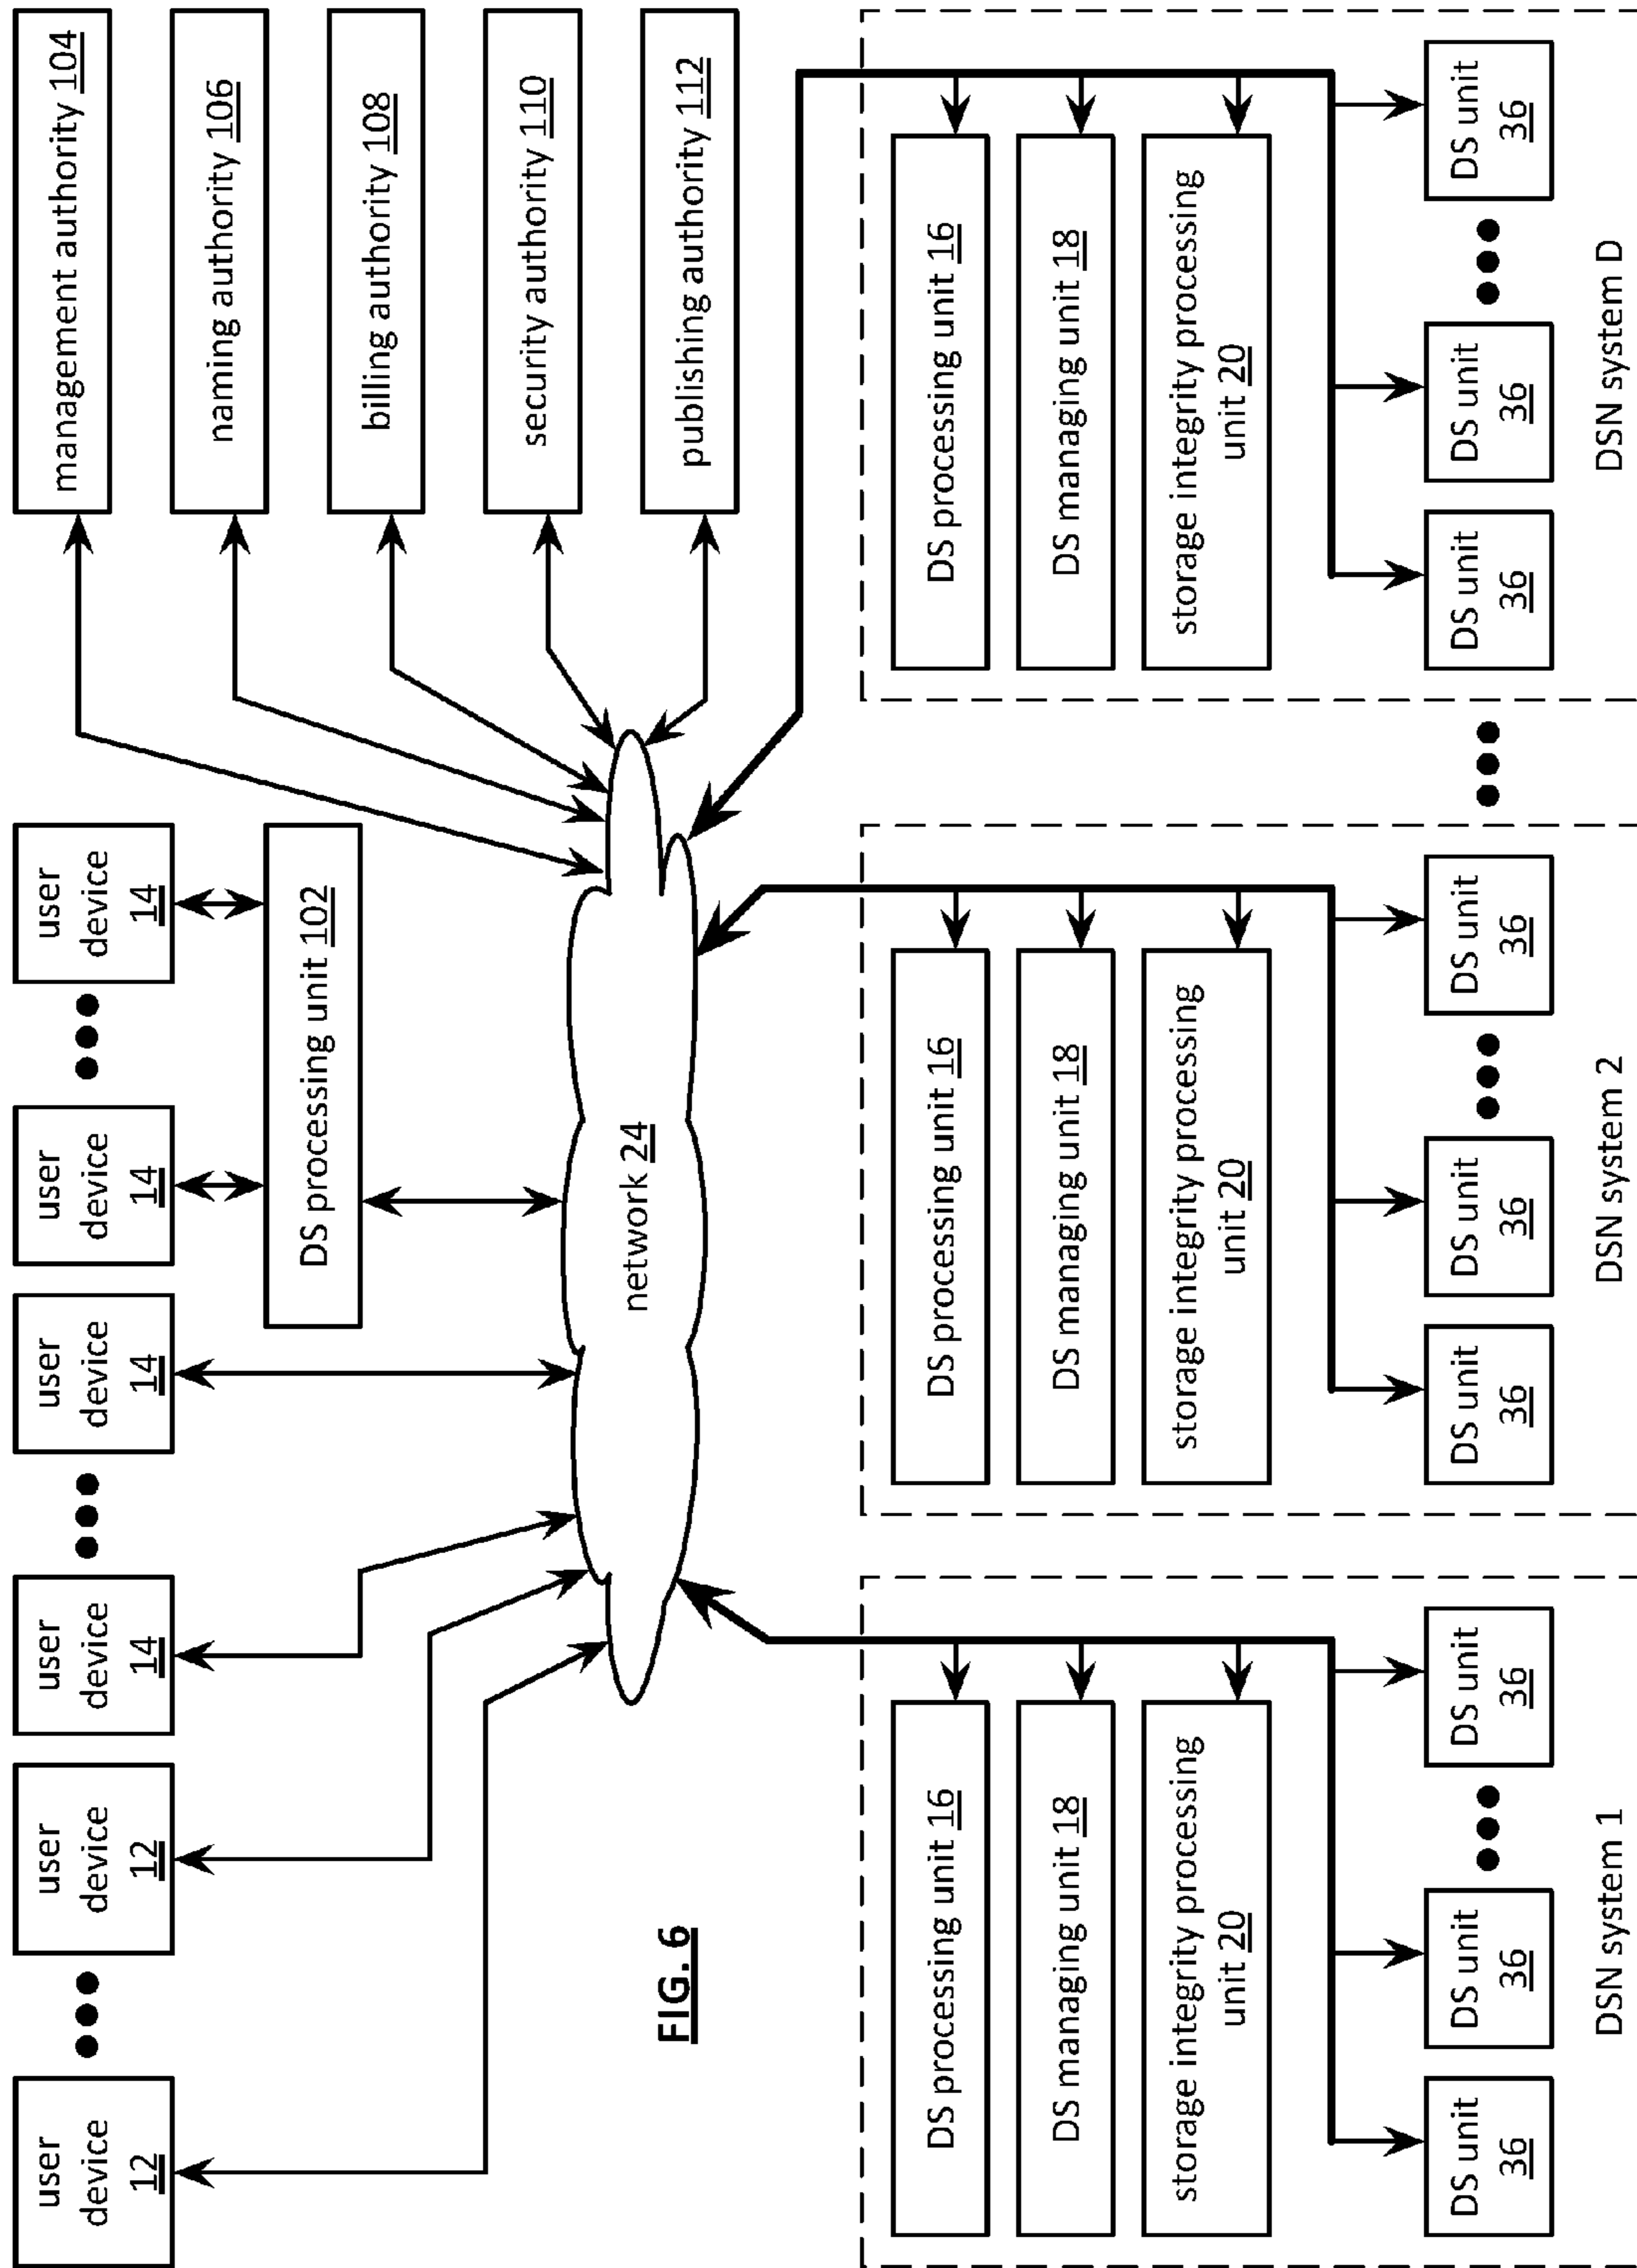 user
device
12
user
device
12
user
device
14
user
device
14
user
device
14
user
device
14
DS processing unit 102
management authority 104
naming authority 106
billing authority 108
security authority 110
publishing authority 112
network 24
FIG. 6
DS processing unit 16
DS managing unit 18
storage integrity processing
unit 20
DS unit
36
DS unit
36
DS unit
36
DSN system 1
DS processing unit 16
DS managing unit 18
storage integrity processing
unit 20
DS unit
36
DS unit
36
DS unit
36
DSN system 2
DS processing unit 16
DS managing unit 18
storage integrity processing
unit 20
DS unit
36
DS unit
36
DS unit
36
DSN system D